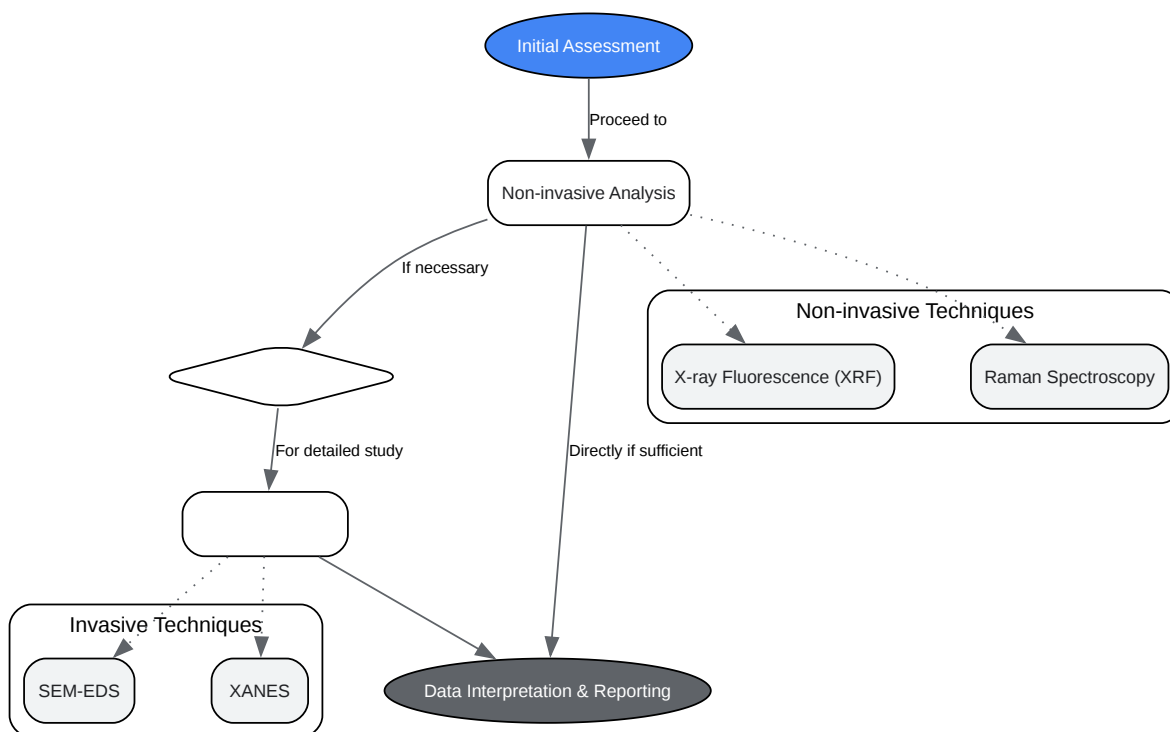 Initial Assessment
Proceed to
Non-invasive Analysis
If necessary
Non-invasive Techniques
X-ray Fluorescence (XRF)
Raman Spectroscopy
For detailed study
Directly if sufficient
Invasive Techniques
SEM-EDS
XANES
Data Interpretation & Reporting